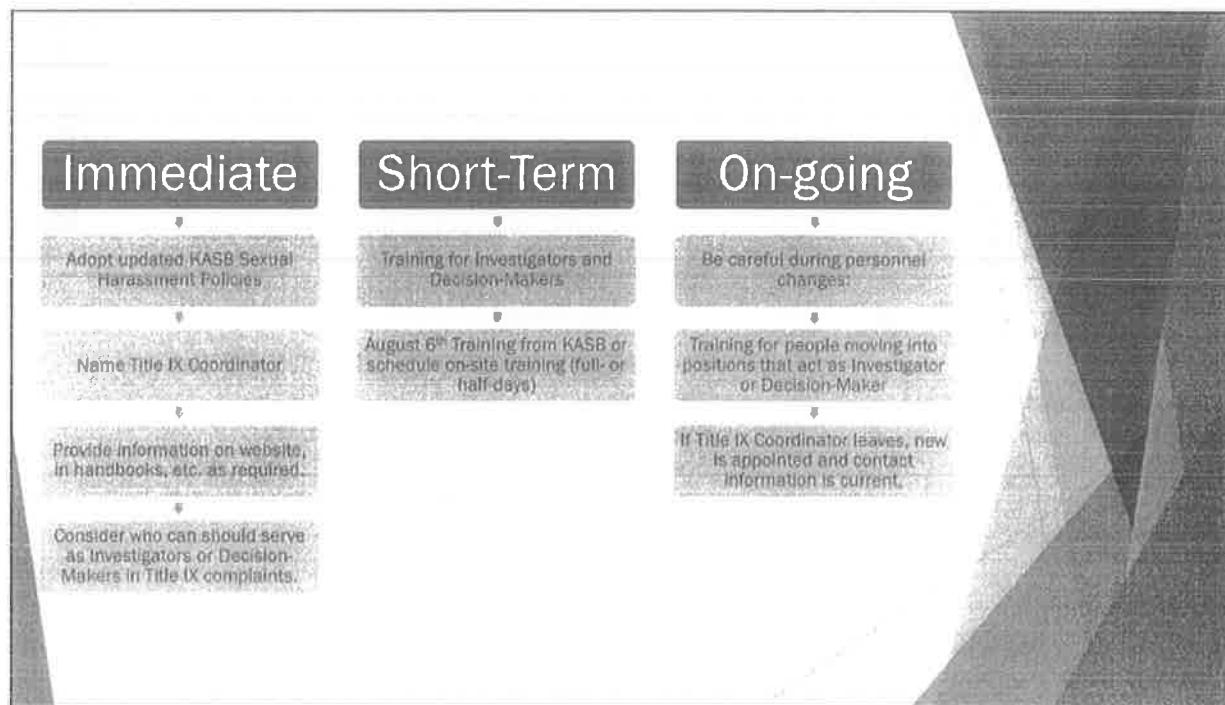 Immediate
Adopt updated KASB Sexual
Harassment Policies
Name Title IX Coordinator
Provide information on website,
in handbooks, etc. as required.
Consider who can should serve
as Investigators or Decision-
Makers in Title IX complaints.
Short-Term
Training for Investigators and
Decision-Makers
August 6th Training from KASB or
schedule on-site training (full- or
half days)
On-going
Be careful during personnel
changes:
Training for people moving into
positions that act as Investigator
or Decision-Maker
If Title IX Coordinator leaves, new
is appointed and contact
information is current.